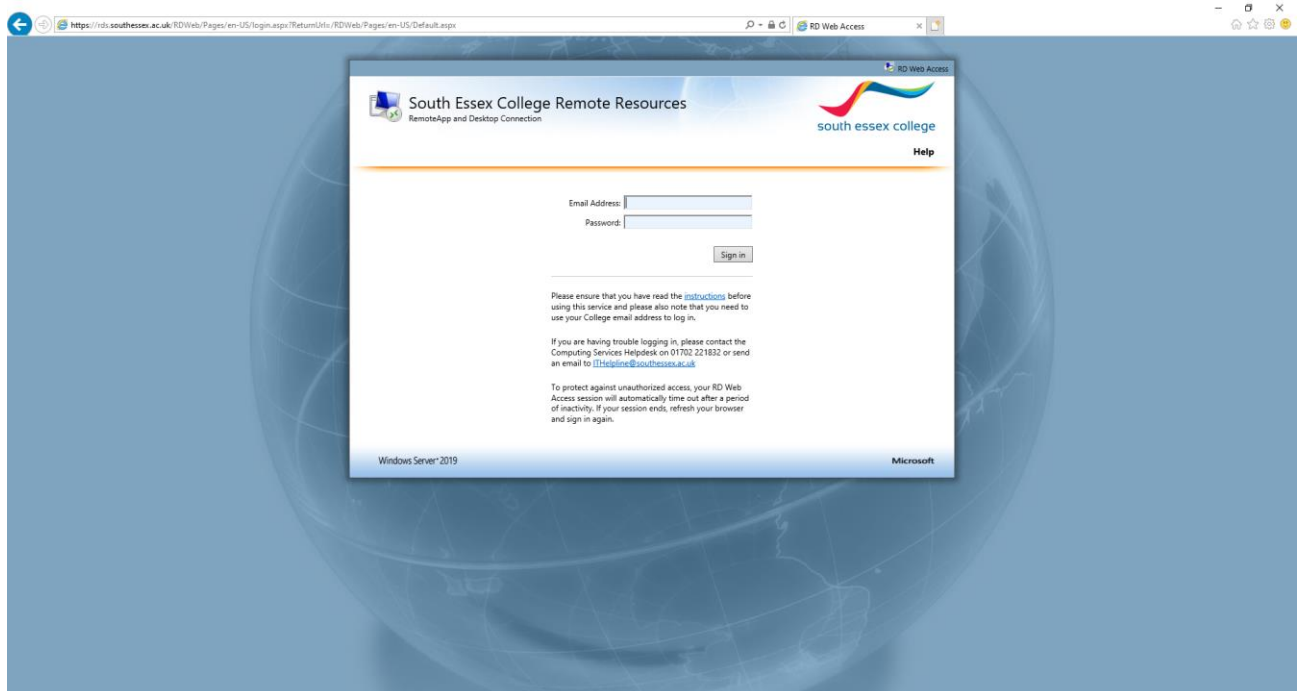 https://rds.southessex.ac.uk/RDWeb/Pages/en-US/login.aspx?ReturnUrl=/RDWeb/Pages/en-US/Default.aspx
RD Web Access
RD Web Access
South Essex College Remote Resources
RemoteApp and Desktop Connection
south essex college
Help
Email Address:
Password:
Sign in
Please ensure that you have read the instructions before
using this service and please also note that you need to
use your College email address to log in.
If you are having trouble logging in, please contact the
Computing Services Helpdesk on 01702 221832 or send
an email to ITHelpline@southessex.ac.uk
To protect against unauthorized access, your RD Web
Access session will automatically time out after a period
of inactivity. If your session ends, refresh your browser
and sign in again.
Windows Server® 2019
Microsoft